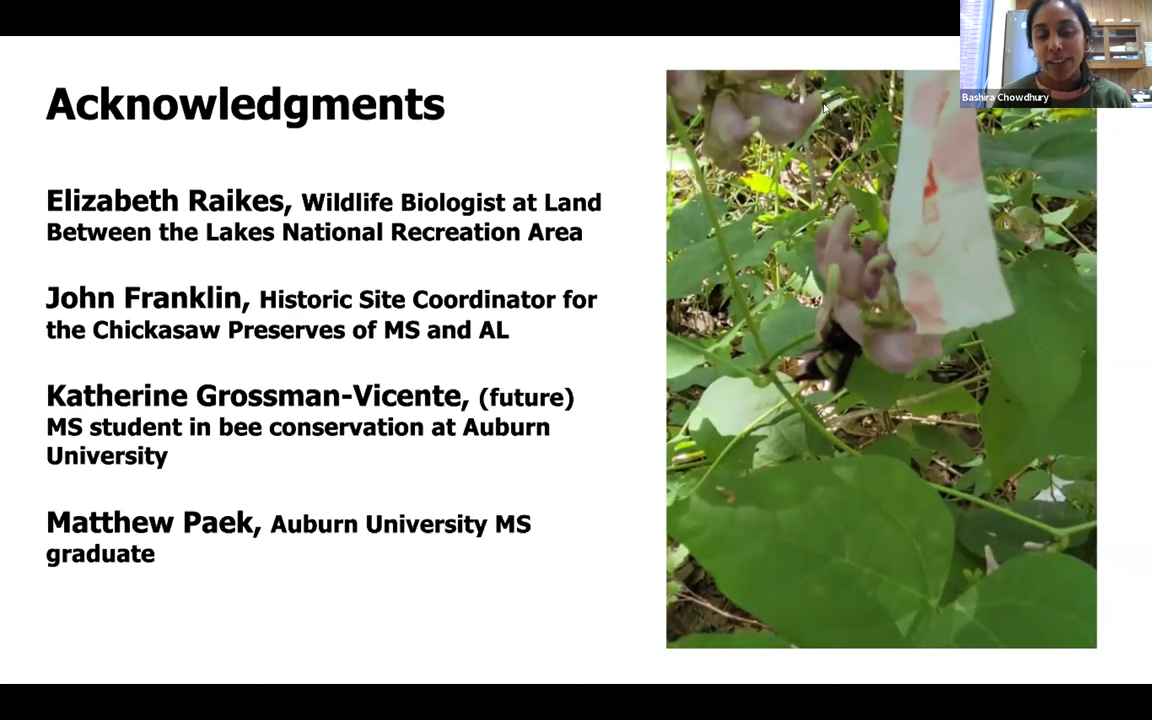 Bashira Chowdhury
Acknowledgments
Elizabeth Raikes, Wildlife Biologist at Land
Between the Lakes National Recreation Area
John Franklin, Historic Site Coordinator for
the Chickasaw Preserves of MS and AL
Katherine Grossman-Vicente, (future)
MS student in bee conservation at Auburn
University
Matthew Paek, Auburn University MS
graduate